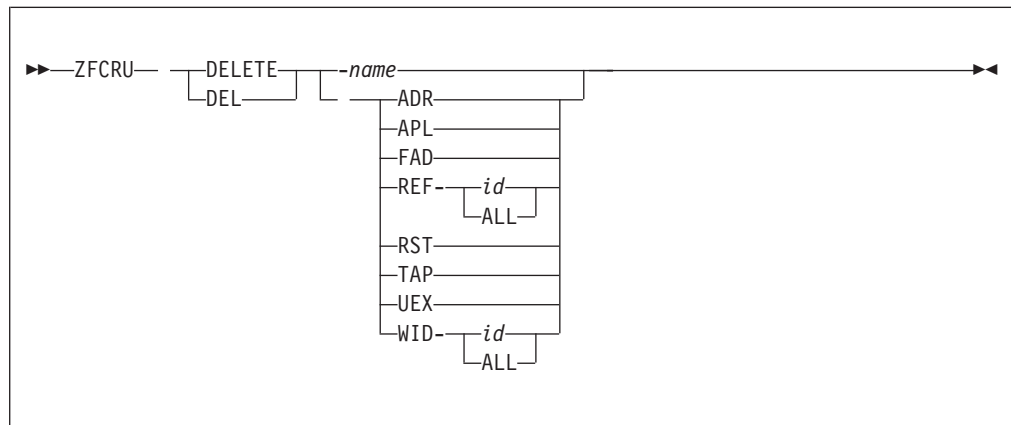 ZFCRU DELETE -name
DEL ADR
APL
FAD
REF- id
ALL
RST
TAP
UEX
WID- id
ALL